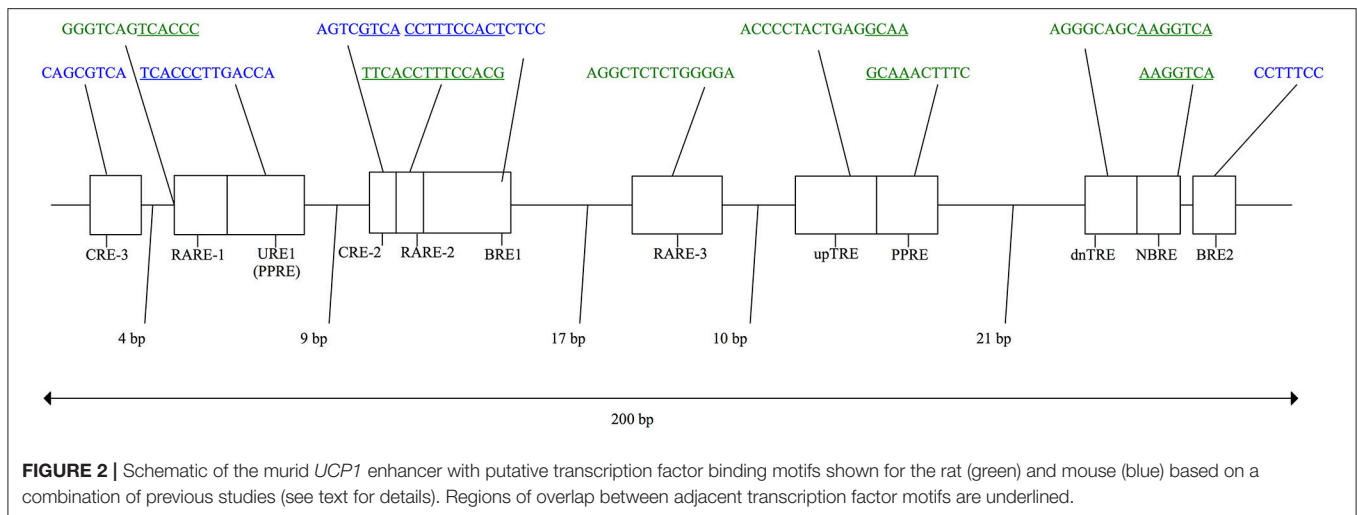 GGGTCAGTCACCC AGTCGTCA CCTTTCCACTCTCC ACCCCTACTGAGGCAA AGGGCAGCAAGGTCA
CAGCGTCA TCACCCTTGACCA TTCACCTTTCCACG AGGCTCTCTGGGGA GCAAACTTTC AAGGTCA CCTTTCC
CRE-3 RARE-1 URE1 CRE-2 RARE-2 BRE1 RARE-3 upTRE PPRE dnTRE NBRE BRE2
(PPRE)
4 bp 9 bp 17 bp 10 bp 21 bp
200 bp
FIGURE 2 | Schematic of the murid UCP1 enhancer with putative transcription factor binding motifs shown for the rat (green) and mouse (blue) based on a
combination of previous studies (see text for details). Regions of overlap between adjacent transcription factor motifs are underlined.